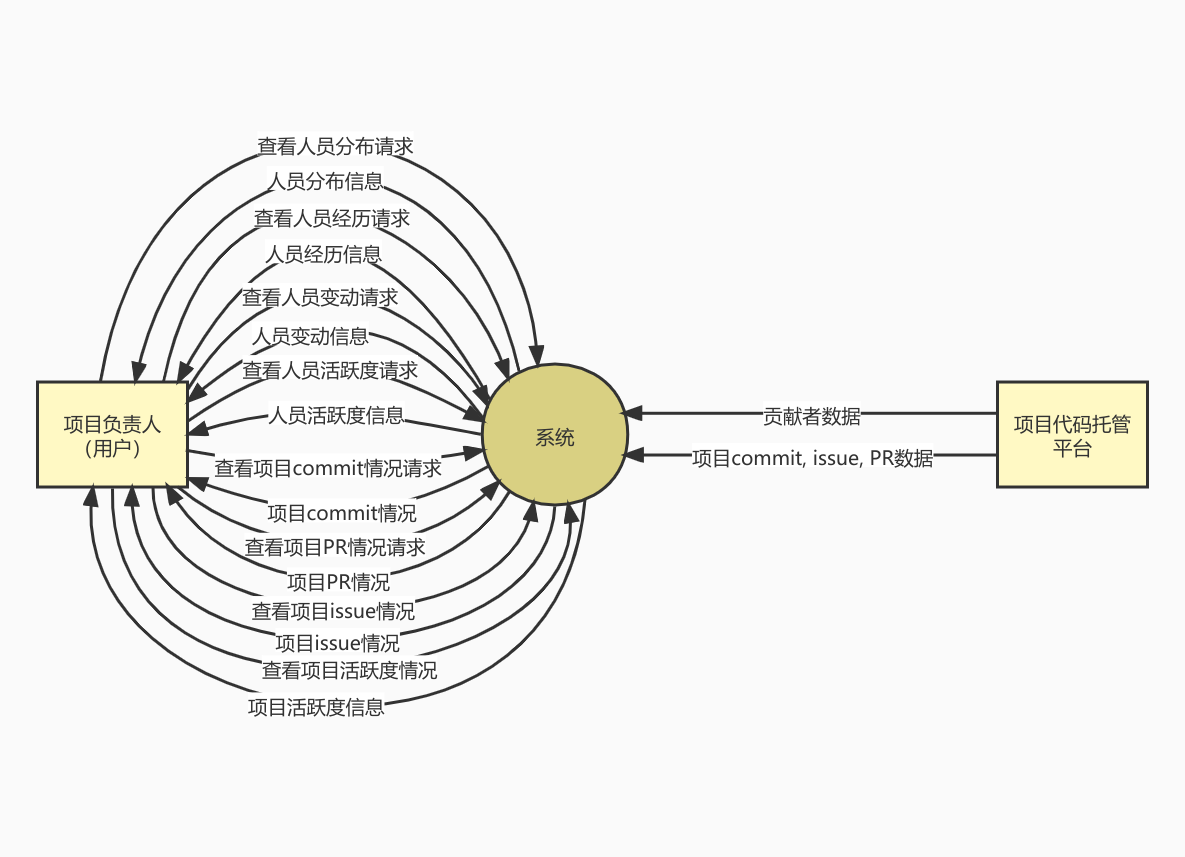 查看人员分布请求
人员分布信息
查看人员经历请求
人员经历信息
查看人员变动请求
人员变动信息
查看人员活跃度请求
人员活跃度信息
查看项目commit情况请求
项目commit情况
查看项目PR情况请求
项目PR情况
查看项目issue情况
项目issue情况
查看项目活跃度情况
项目活跃度信息
项目负责人
(用户)
系统
贡献者数据
项目commit, issue, PR数据
项目代码托管
平台